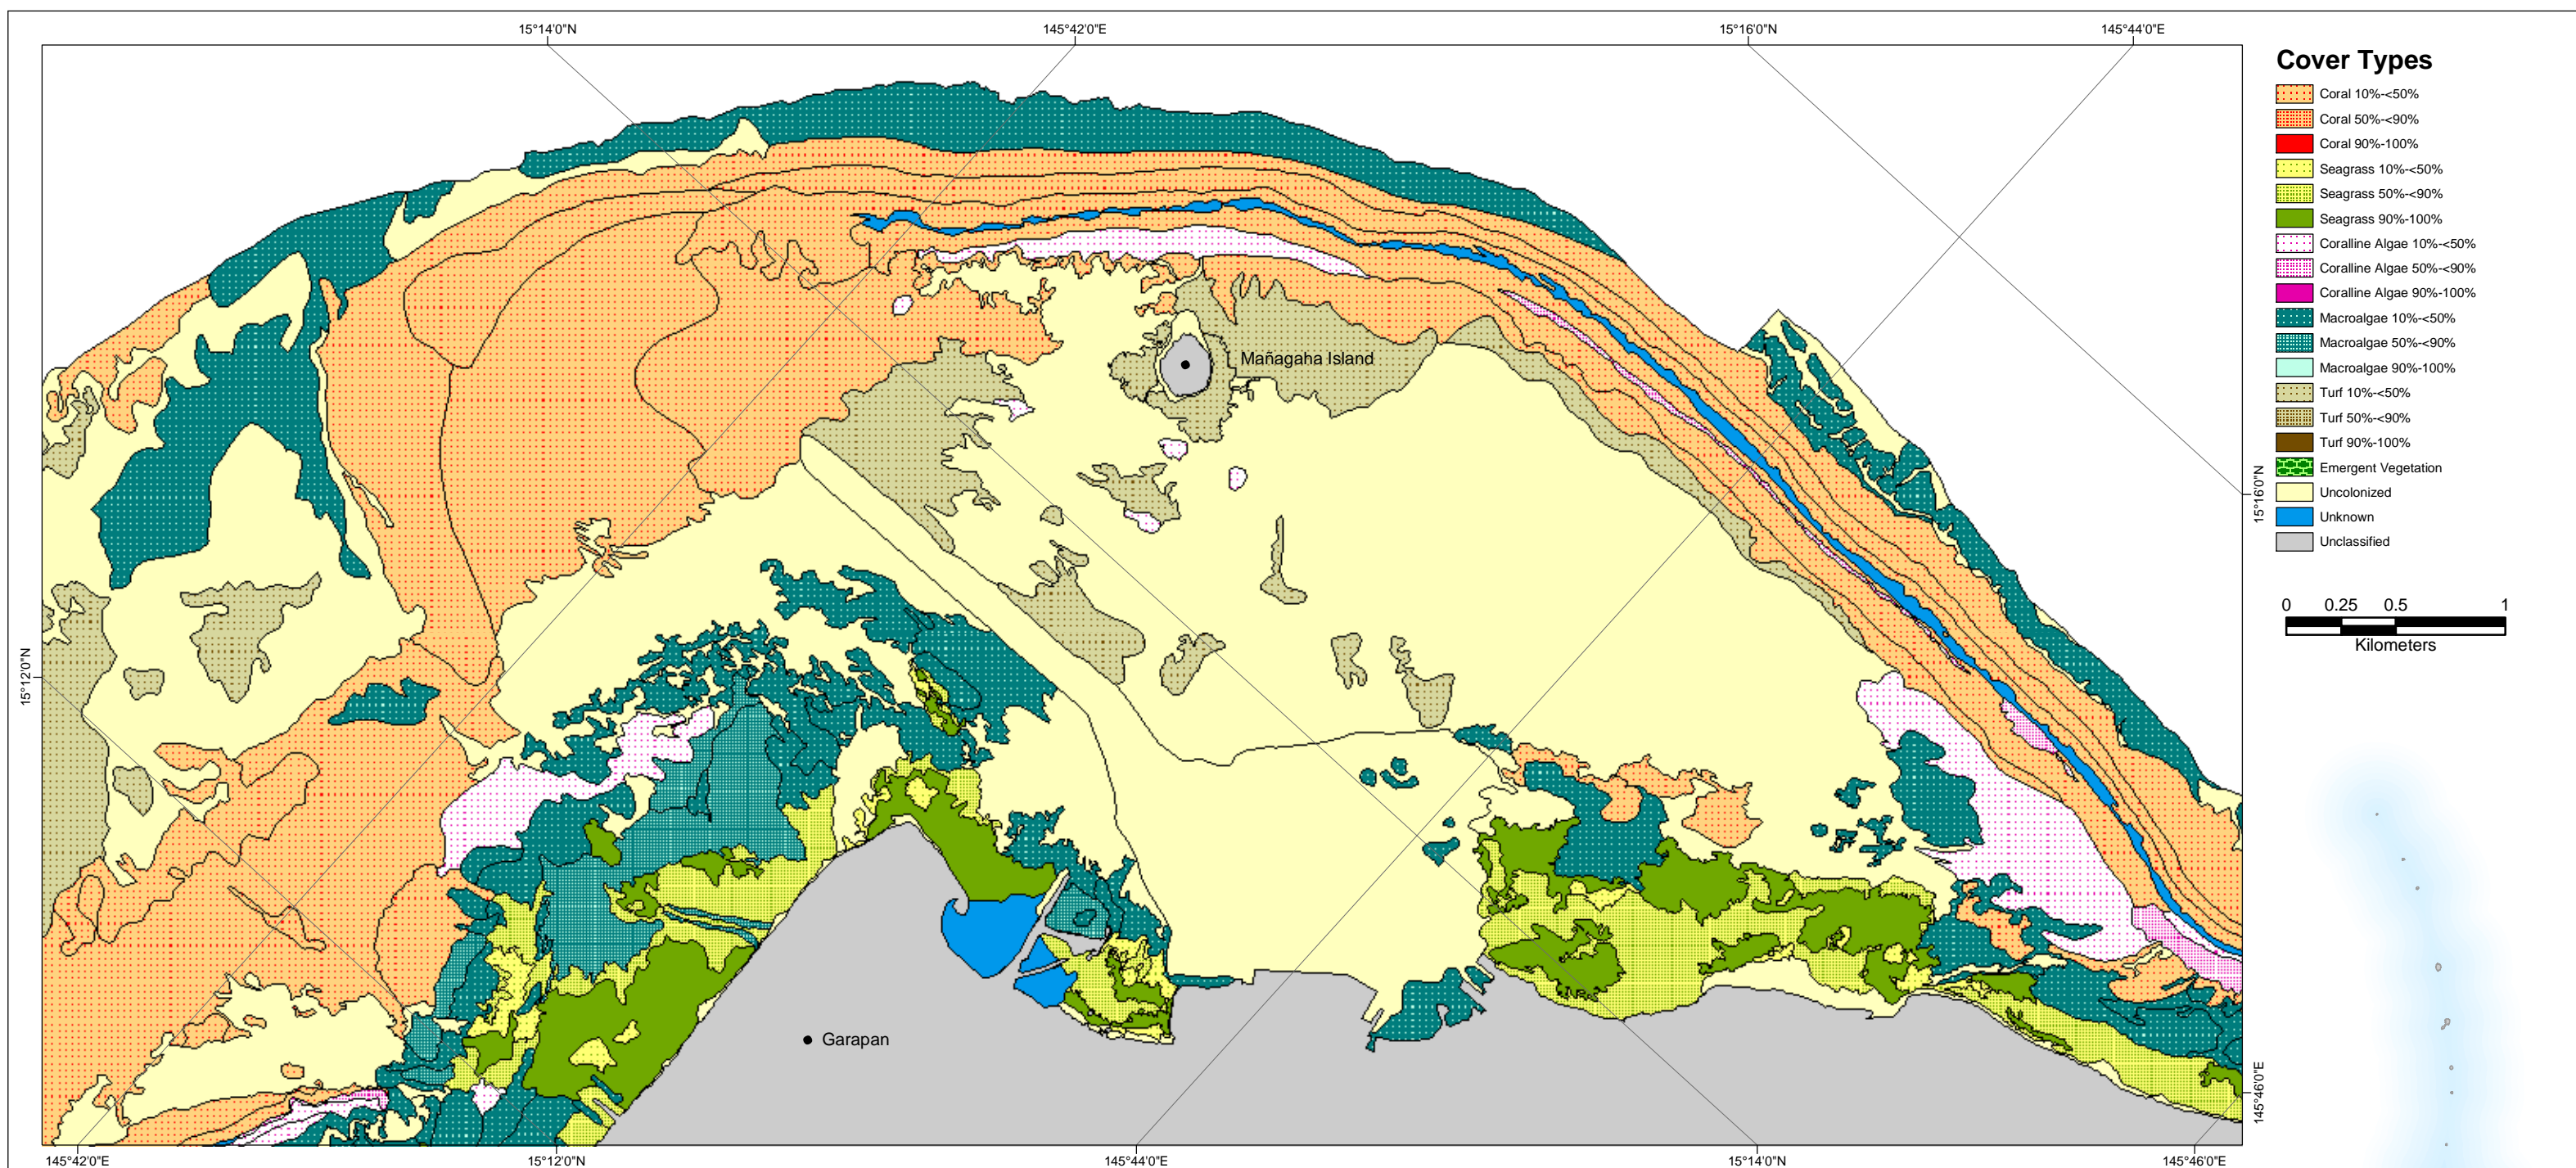 15°14'0"N
145°42'0"E
15°16'0"N
145°44'0"E
Cover Types
Coral 10%-<50%
Coral 50%-<90%
Coral 90%-100%
Seagrass 10%-<50%
Seagrass 50%-<90%
Seagrass 90%-100%
Coralline Algae 10%-<50%
Coralline Algae 50%-<90%
Coralline Algae 90%-100%
Macroalgae 10%-<50%
Macroalgae 50%-<90%
Macroalgae 90%-100%
Turf 10%-<50%
Turf 50%-<90%
Turf 90%-100%
Emergent Vegetation
Uncolonized
Unknown
Unclassified
0 0.25 0.5 1
Kilometers
Mañagaha Island
15°16'0"N
15°12'0"N
Garapan
145°46'0"E
145°42'0"E
15°12'0"N
145°44'0"E
15°14'0"N
145°46'0"E